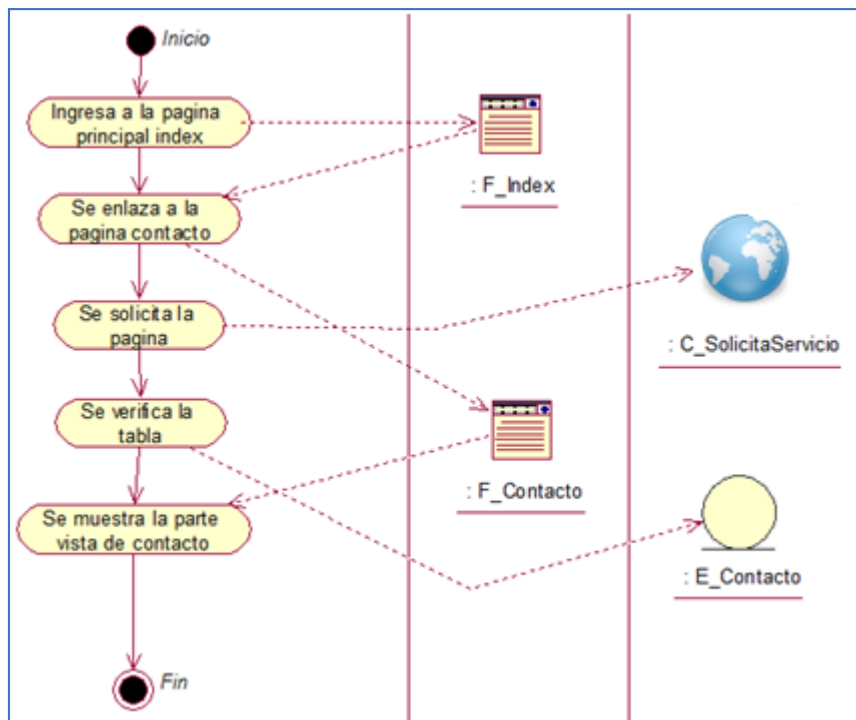 Inicio
Ingresa a la pagina
principal index
: F_Index
Se enlaza a la
pagina contacto
Se solicita la
pagina
: C_SolicitaServicio
Se verifica la
tabla
: F_Contacto
Se muestra la parte
vista de contacto
: E_Contacto
Fin